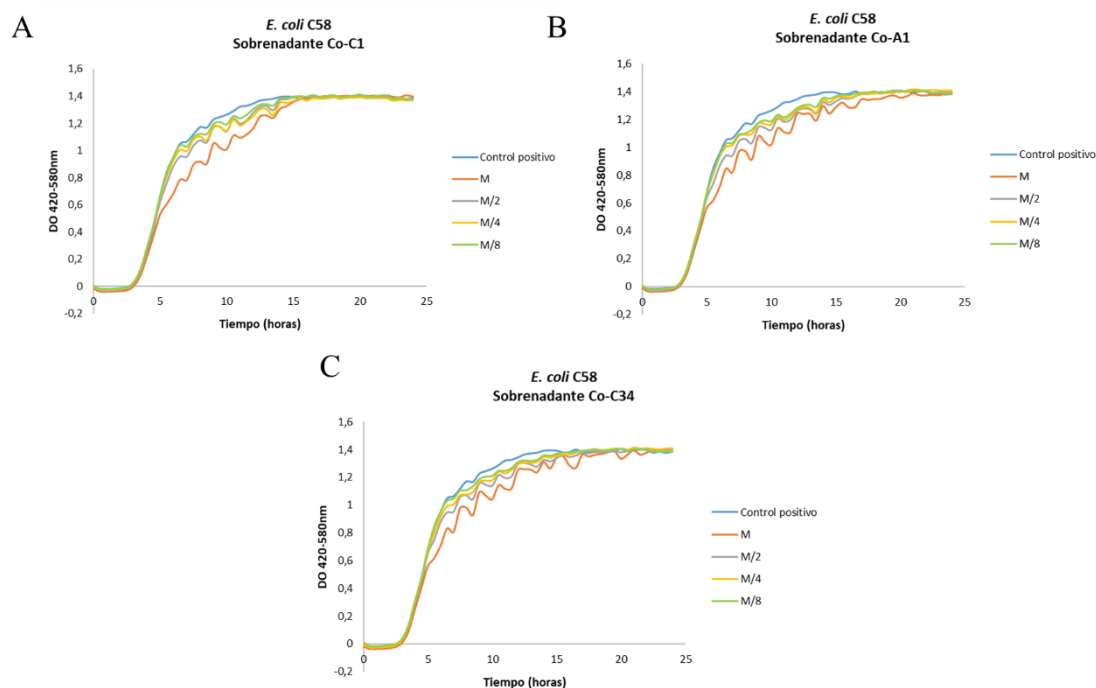 A
E. coli C58
Sobrenadante Co-C1
1,6
1,4
1,2
1
0,8
0,6
0,4
0,2
0
-0,2
DO 420-580nm
0
5
10
15
20
25
Tiempo (horas)
Control positivo
M
M/2
M/4
M/8
B
E. coli C58
Sobrenadante Co-A1
1,6
1,4
1,2
1
0,8
0,6
0,4
0,2
0
-0,2
DO 420-580nm
0
5
10
15
20
25
Tiempo (horas)
Control positivo
M
M/2
M/4
M/8
C
E. coli C58
Sobrenadante Co-C34
1,6
1,4
1,2
1
0,8
0,6
0,4
0,2
0
-0,2
DO 420-580nm
0
5
10
15
20
25
Tiempo (horas)
Control positivo
M
M/2
M/4
M/8